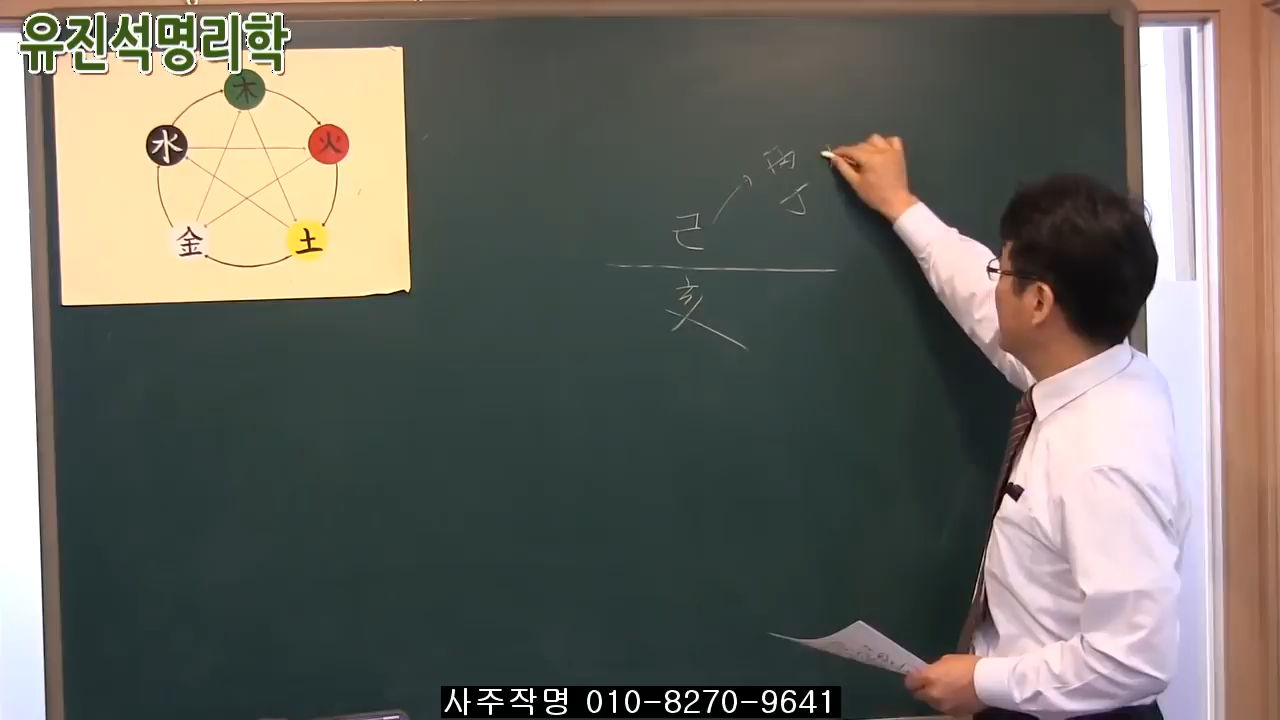 유진석명리학
木
水 火
金 土
丙
丁
己
亥
사주작명 010-8270-9641